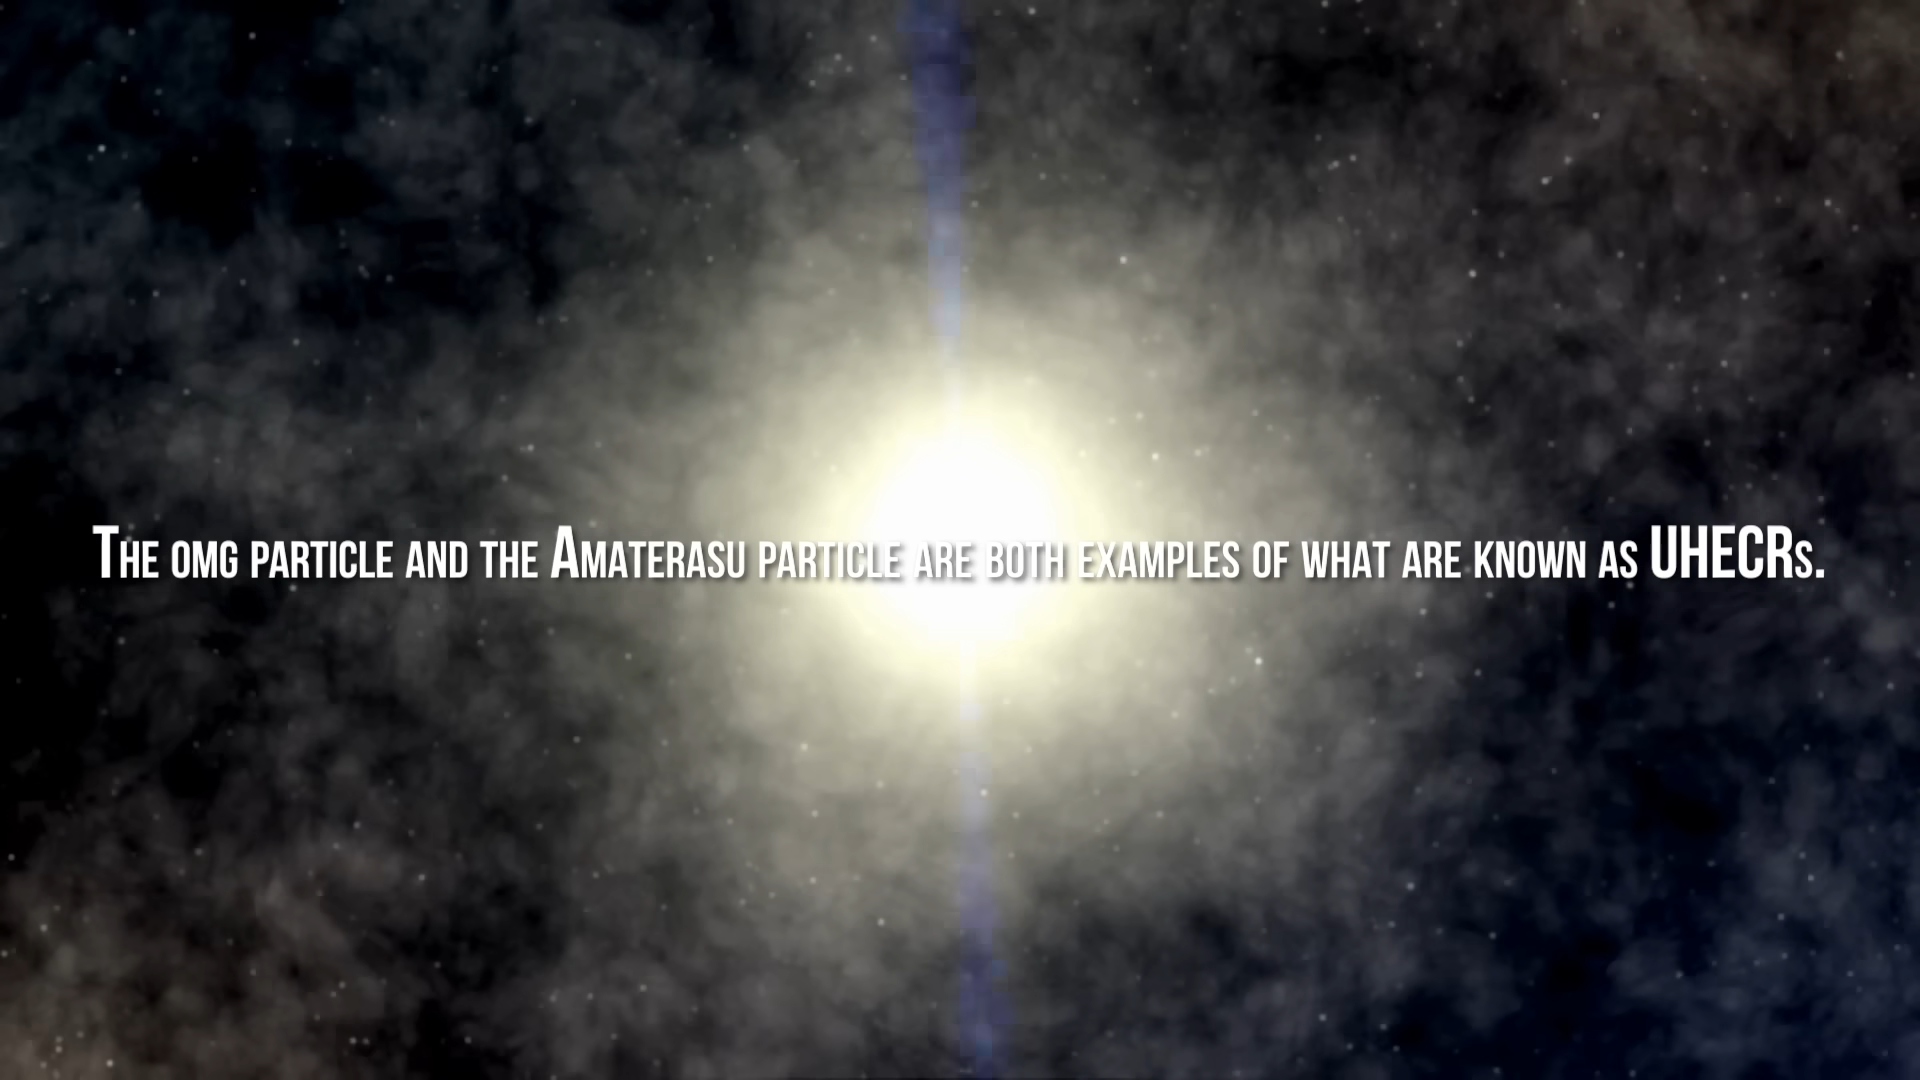 The omg particle and the Amaterasu particle are both examples of what are known as UHECRs.